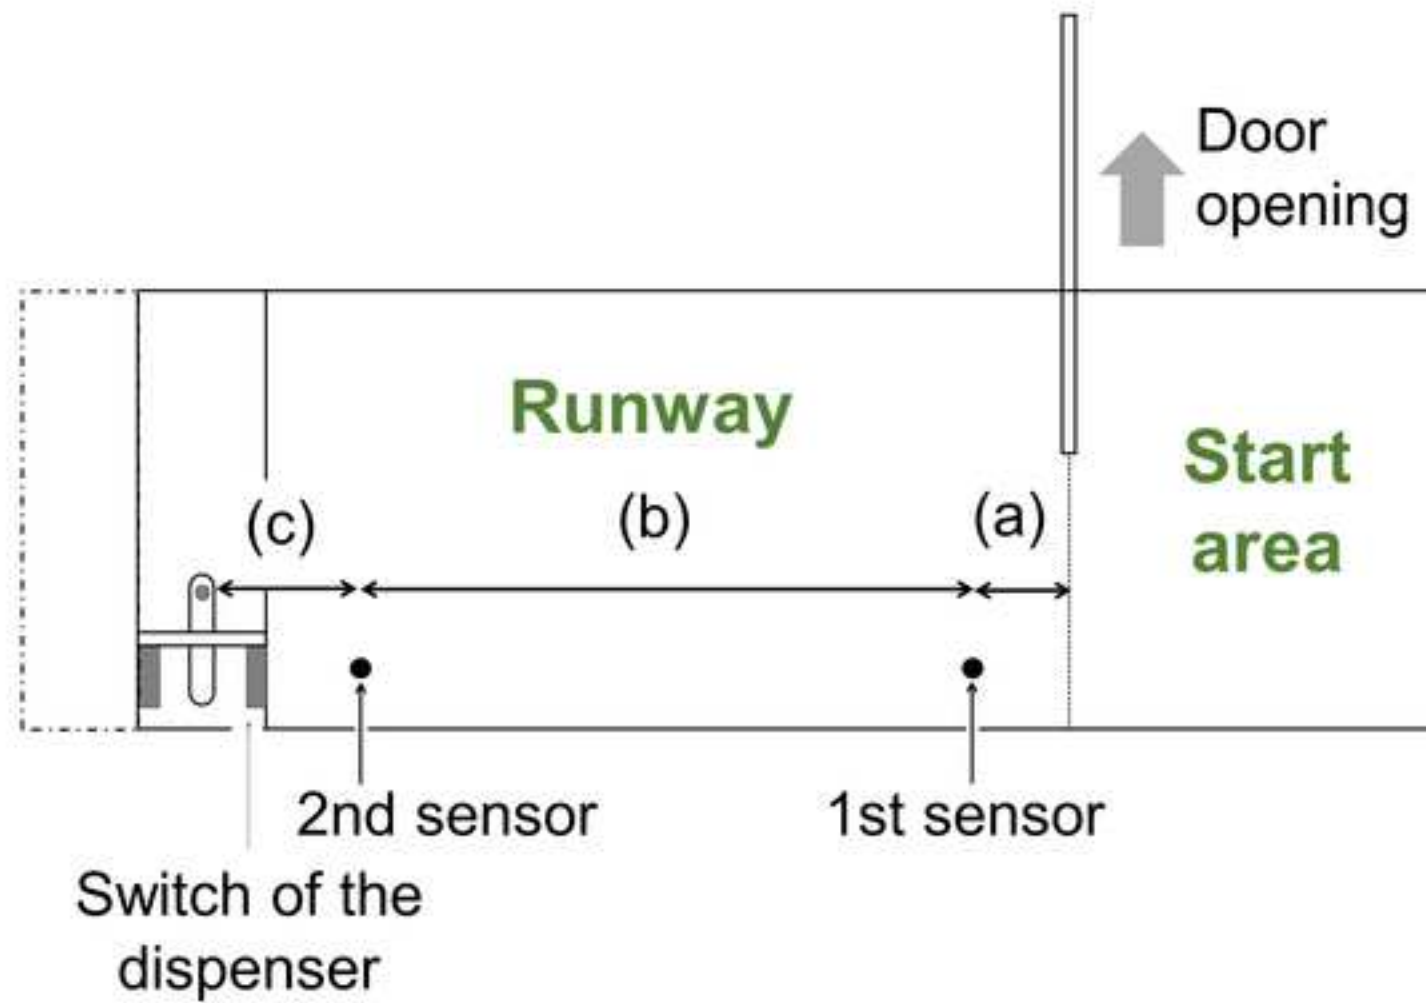 Door
opening
Runway
Start
area
(c)
(b)
(a)
2nd sensor
1st sensor
Switch of the
dispenser